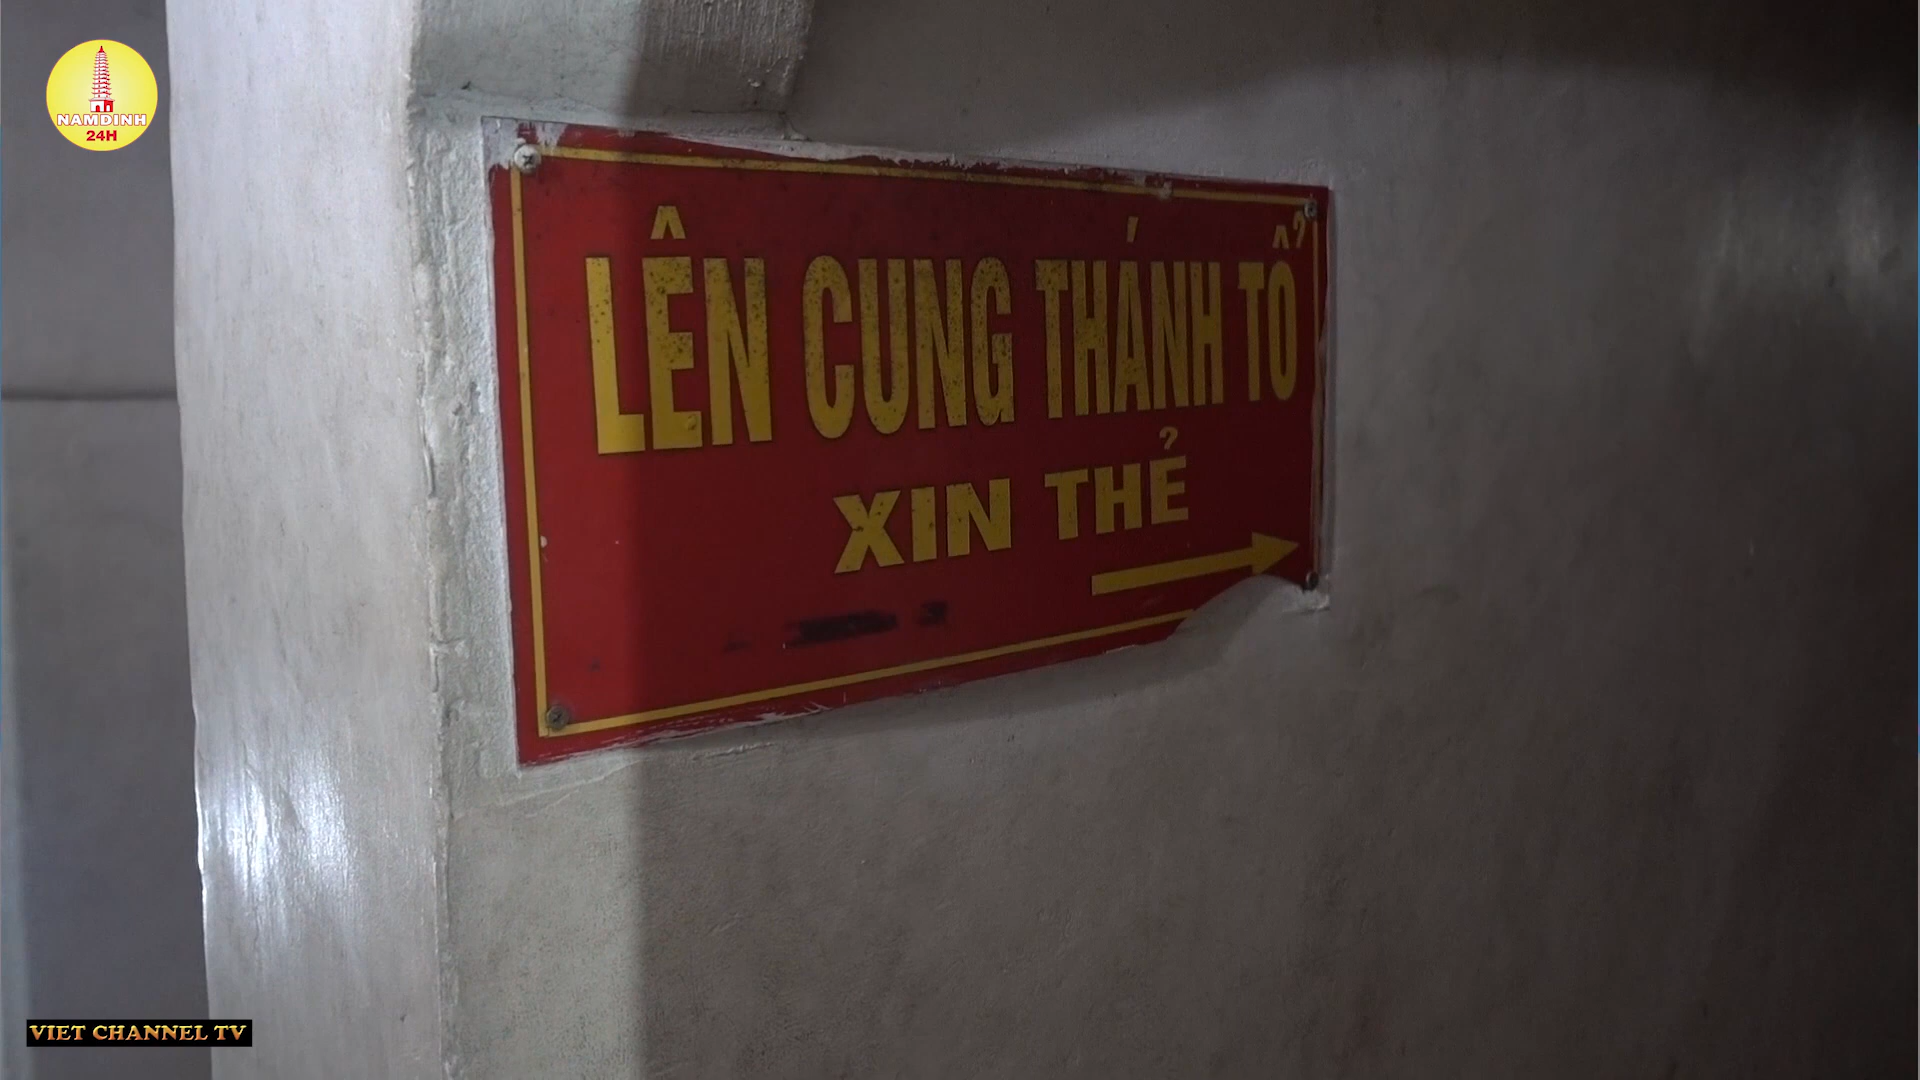 NAMDINH
24H
LÊN CUNG THÁNH TỔ
XIN THẺ
VIET CHANNEL TV